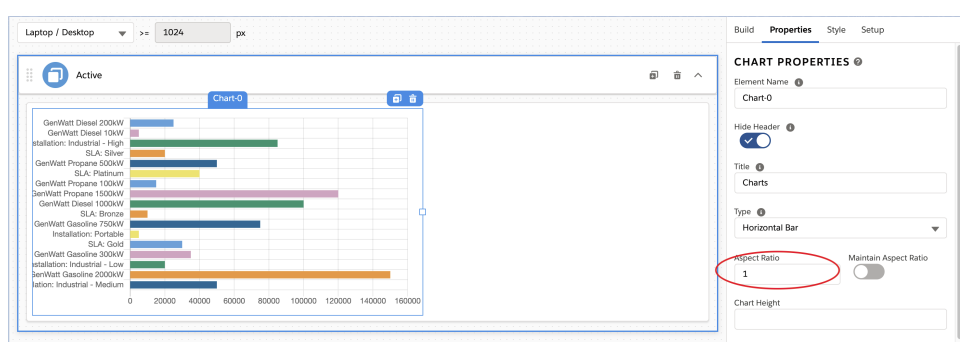 Laptop / Desktop >= 1024 px
Build Properties Style Setup
Active
CHART PROPERTIES
Element Name
Chart-0
Chart-0
Hide Header
Title
Charts
Type
Horizontal Bar
Aspect Ratio Maintain Aspect Ratio
1
Chart Height
GenWatt Diesel 200kW
GenWatt Diesel 10kW
stallation: Industrial - High
SLA: Silver
GenWatt Propane 500kW
SLA: Platinum
GenWatt Propane 100kW
GenWatt Propane 1500kW
GenWatt Diesel 1000kW
SLA: Bronze
GenWatt Gasoline 750kW
Installation: Portable
SLA: Gold
GenWatt Gasoline 300kW
stallation: Industrial - Low
GenWatt Gasoline 2000kW
lation: Industrial - Medium
0 20000 40000 60000 80000 100000 120000 140000 160000